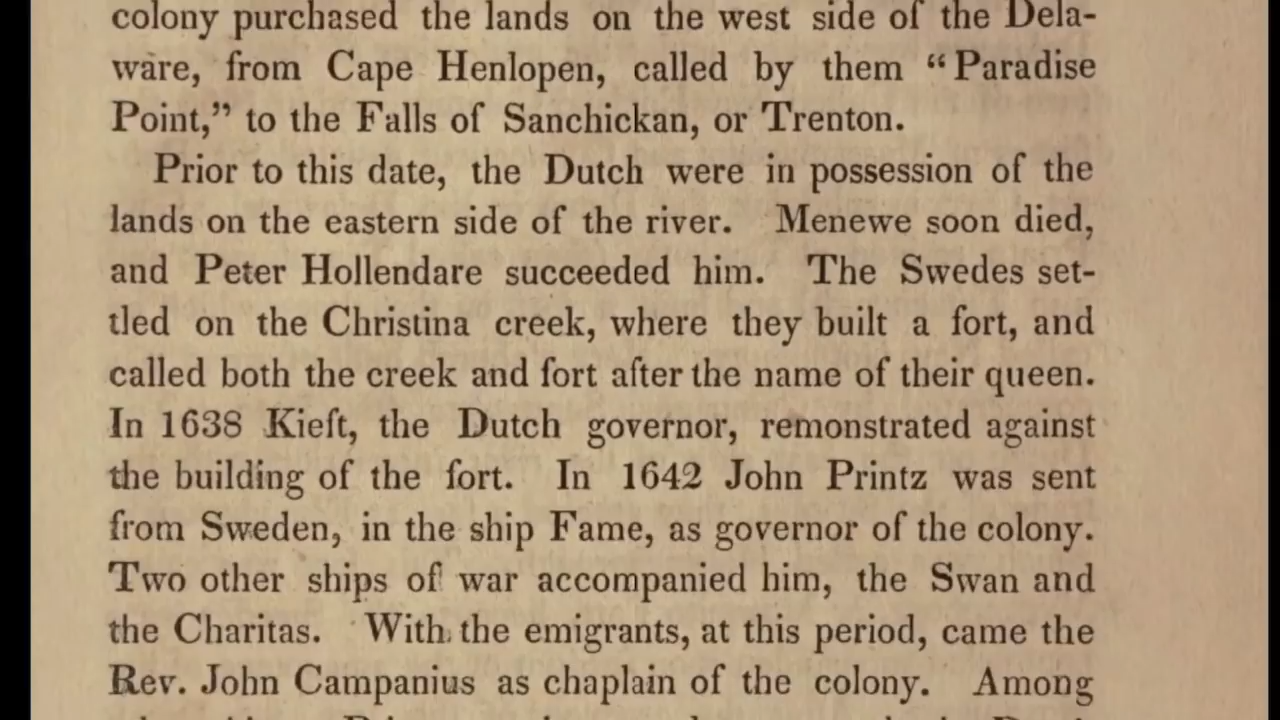 colony purchased the lands on the west side of the Dela-
ware, from Cape Henlopen, called by them “Paradise
Point,” to the Falls of Sanchickan, or Trenton.
Prior to this date, the Dutch were in possession of the
lands on the eastern side of the river. Menewe soon died,
and Peter Hollendare succeeded him. The Swedes set-
tled on the Christina creek, where they built a fort, and
called both the creek and fort after the name of their queen.
In 1638 Kieft, the Dutch governor, remonstrated against
the building of the fort. In 1642 John Printz was sent
from Sweden, in the ship Fame, as governor of the colony.
Two other ships of war accompanied him, the Swan and
the Charitas. With the emigrants, at this period, came the
Rev. John Campanius as chaplain of the colony. Among